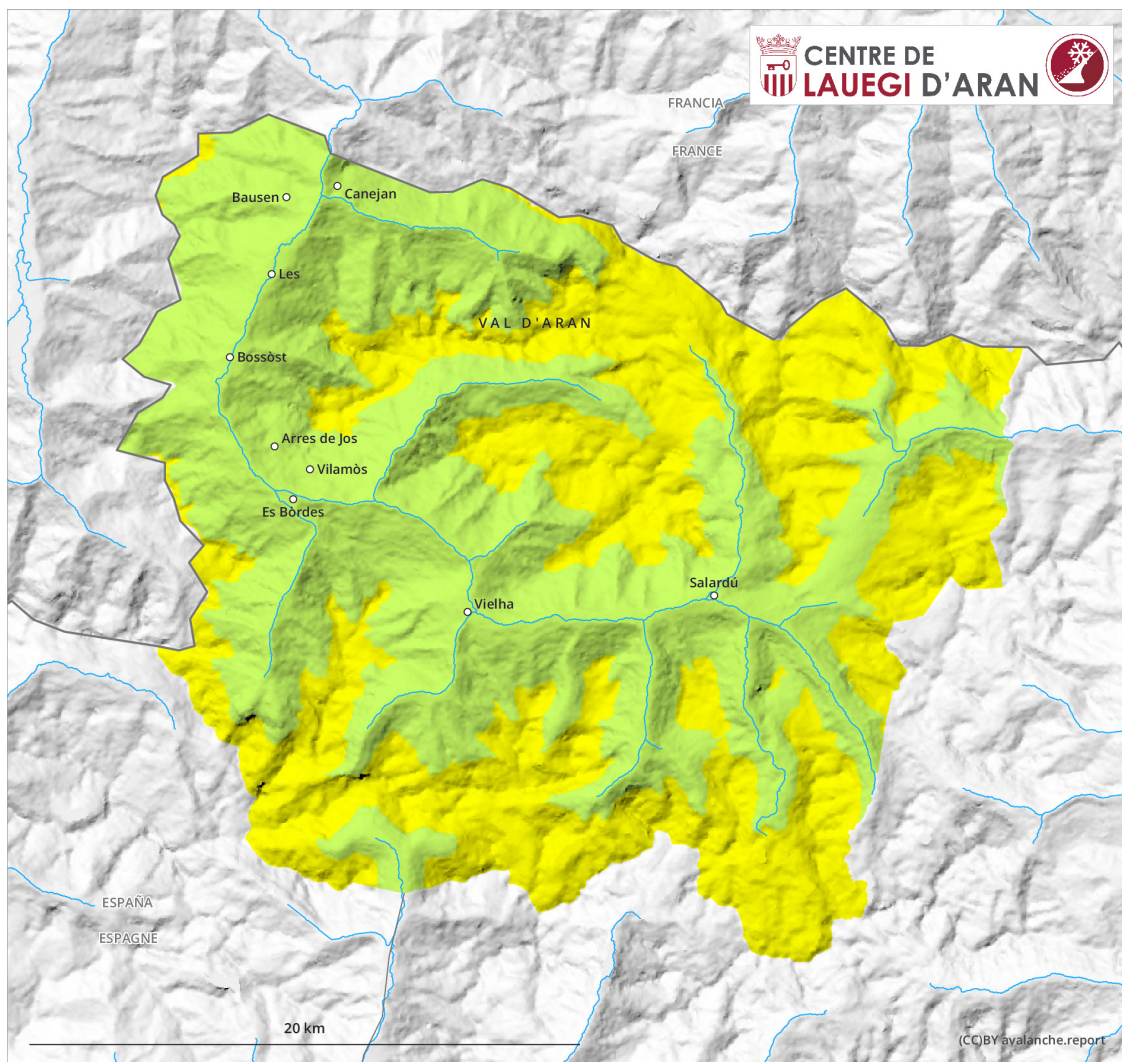 CENTRE DE
LAUEGI D'ARAN
FRANCIA
FRANCE
Canejan
Bausen
Les
VAL D'ARAN
Bossòst
Arres de Jos
Vilamòs
Es Bòrdes
Salardú
Vielha
ESPAÑA
ESPAGNE
20 km
(CC)BY avalanche.report